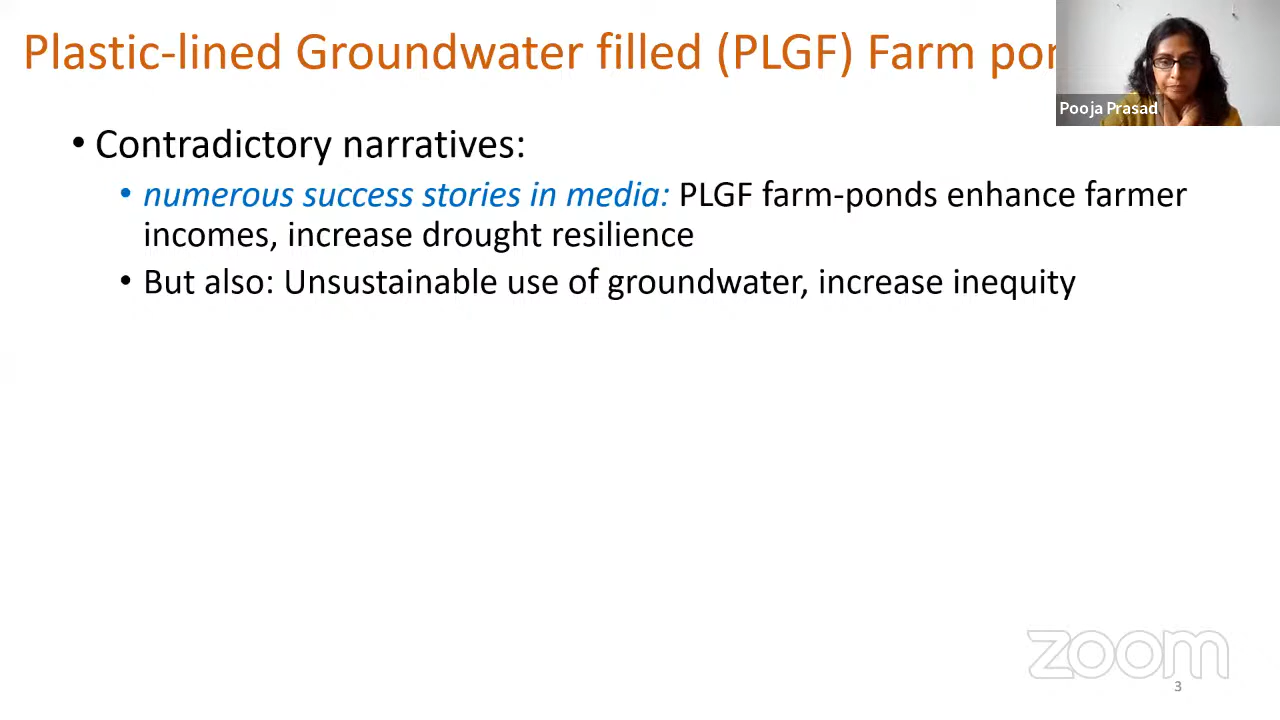 Plastic-lined Groundwater filled (PLGF) Farm
Pooja Prasad
• Contradictory narratives:
• numerous success stories in media: PLGF farm-ponds enhance farmer
incomes, increase drought resilience
• But also: Unsustainable use of groundwater, increase inequity
zoom
3